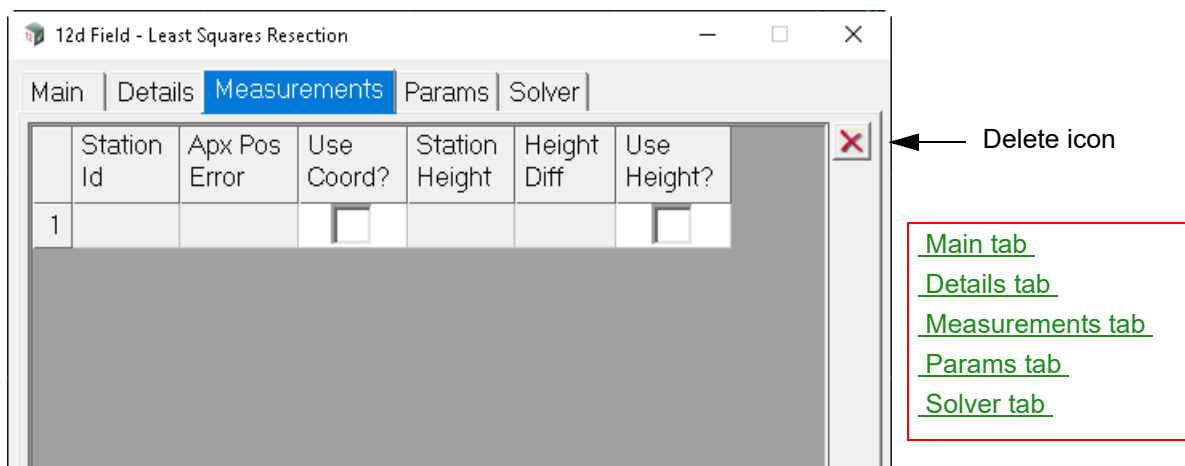 12d Field - Least Squares Resection
Main Details Measurements Params Solver
Station Id Apx Pos Error Use Coord? Station Height Height Diff Use Height?
1
Delete icon
Main tab
Details tab
Measurements tab
Params tab
Solver tab